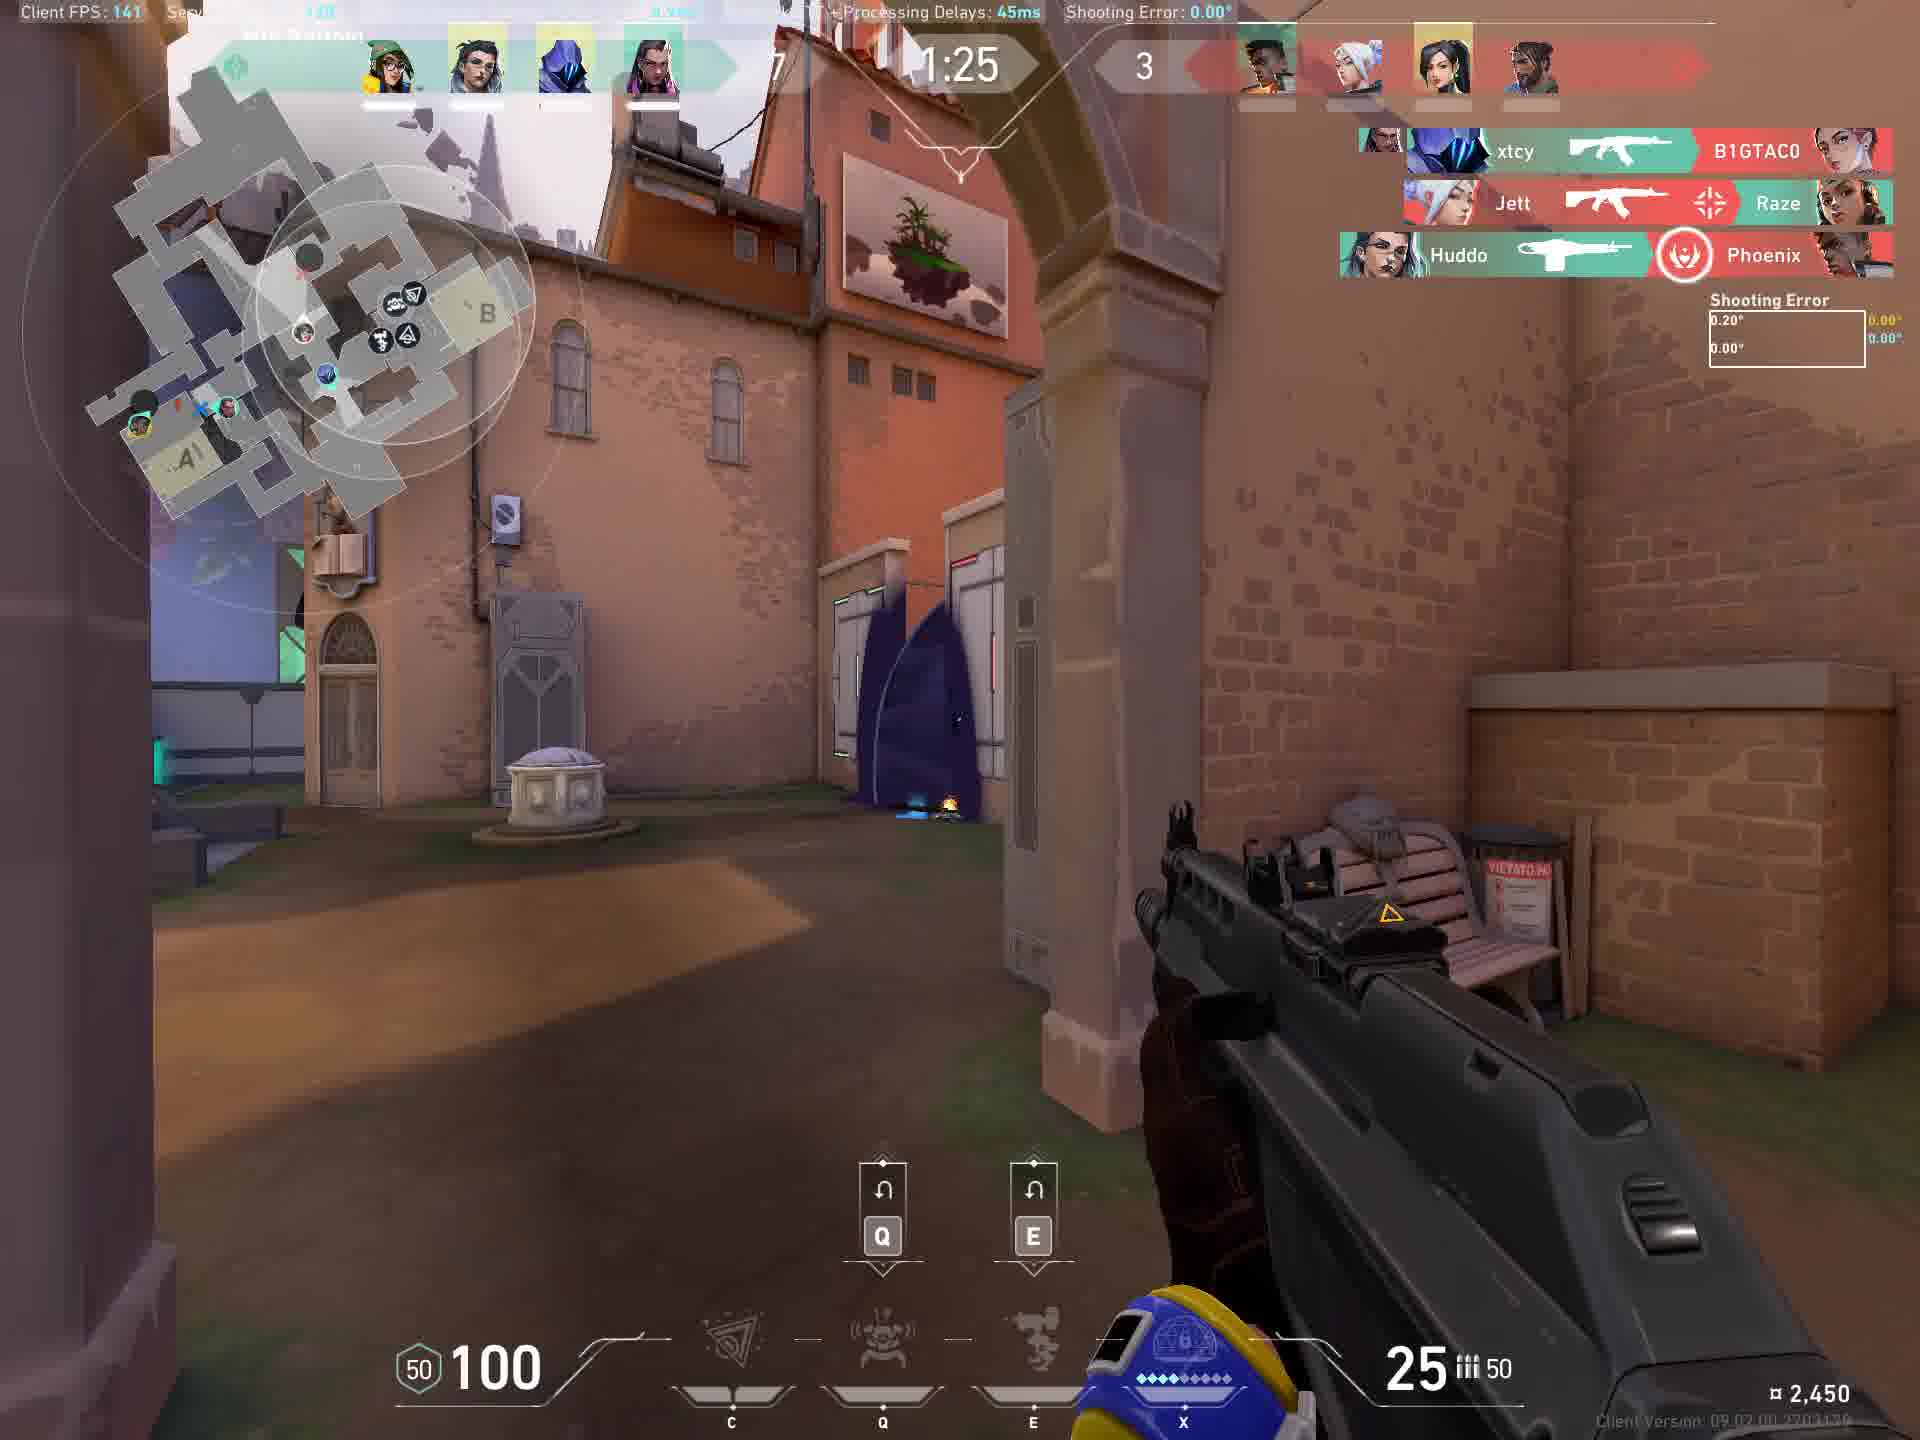 Client FPS: 141
+ Processing Delays: 45ms
Shooting Error: 0.00°
7
1:25
3
xtcy
B1GTAC0
Jett
Raze
Huddo
Phoenix
Shooting Error
0.20°
0.00°
0.00°
0.00°
B
A
VIETATO
Q
E
50
100
25
50
¤ 2,450
C
Q
E
X